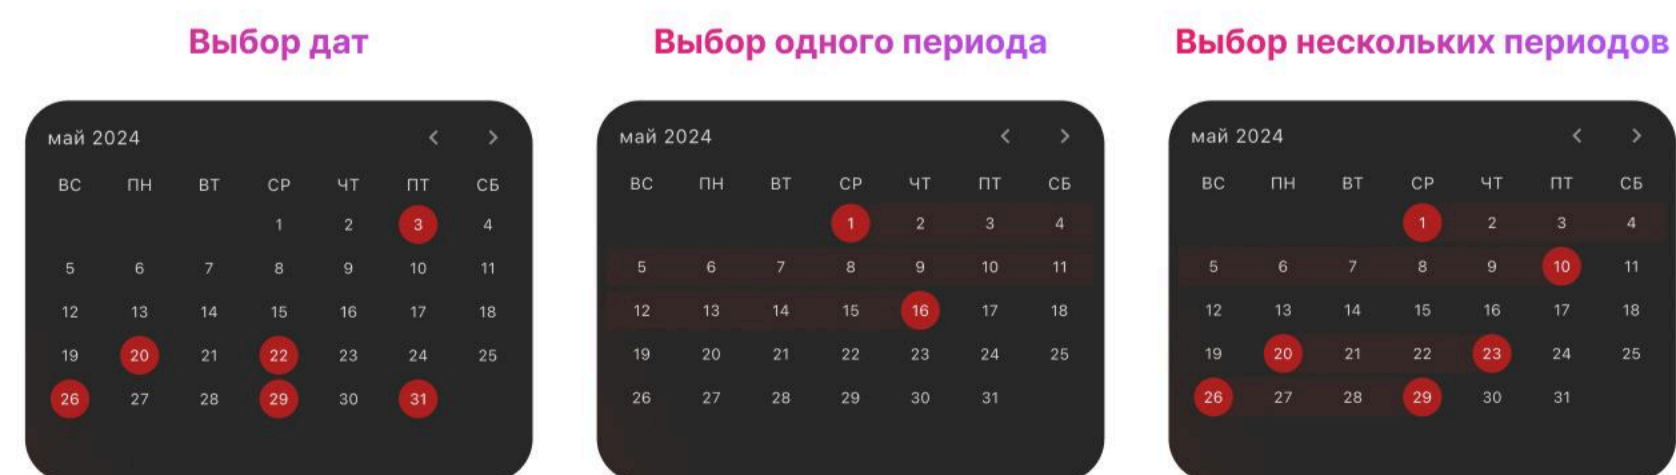 Выбор дат
май 2024
ВС ПН ВТ СР ЧТ ПТ СБ
1 2 3 4
5 6 7 8 9 10 11
12 13 14 15 16 17 18
19 20 21 22 23 24 25
26 27 28 29 30 31
Выбор одного периода
май 2024
ВС ПН ВТ СР ЧТ ПТ СБ
1 2 3 4
5 6 7 8 9 10 11
12 13 14 15 16 17 18
19 20 21 22 23 24 25
26 27 28 29 30 31
Выбор нескольких периодов
май 2024
ВС ПН ВТ СР ЧТ ПТ СБ
1 2 3 4
5 6 7 8 9 10 11
12 13 14 15 16 17 18
19 20 21 22 23 24 25
26 27 28 29 30 31